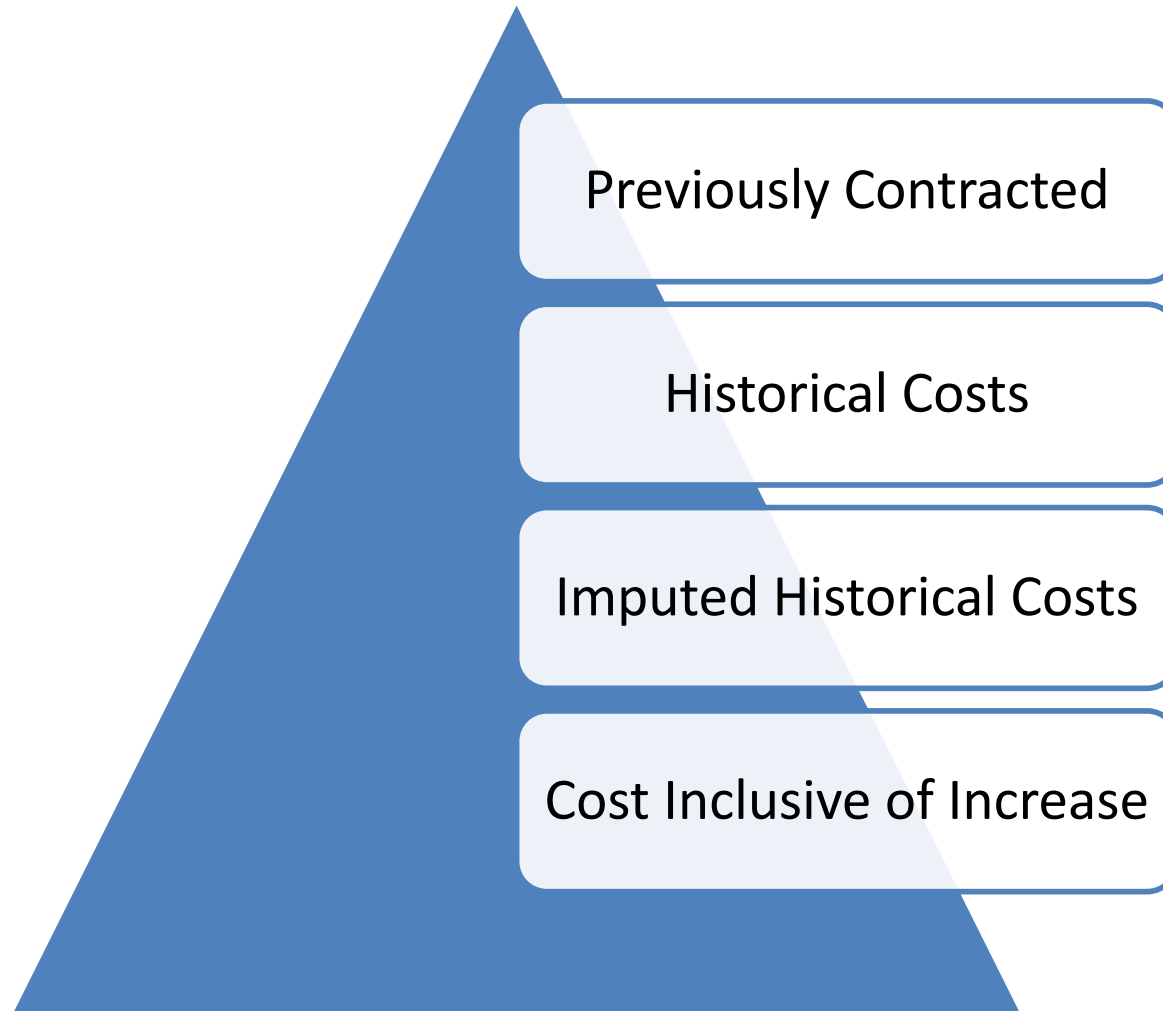 Previously Contracted
Historical Costs
Imputed Historical Costs
Cost Inclusive of Increase